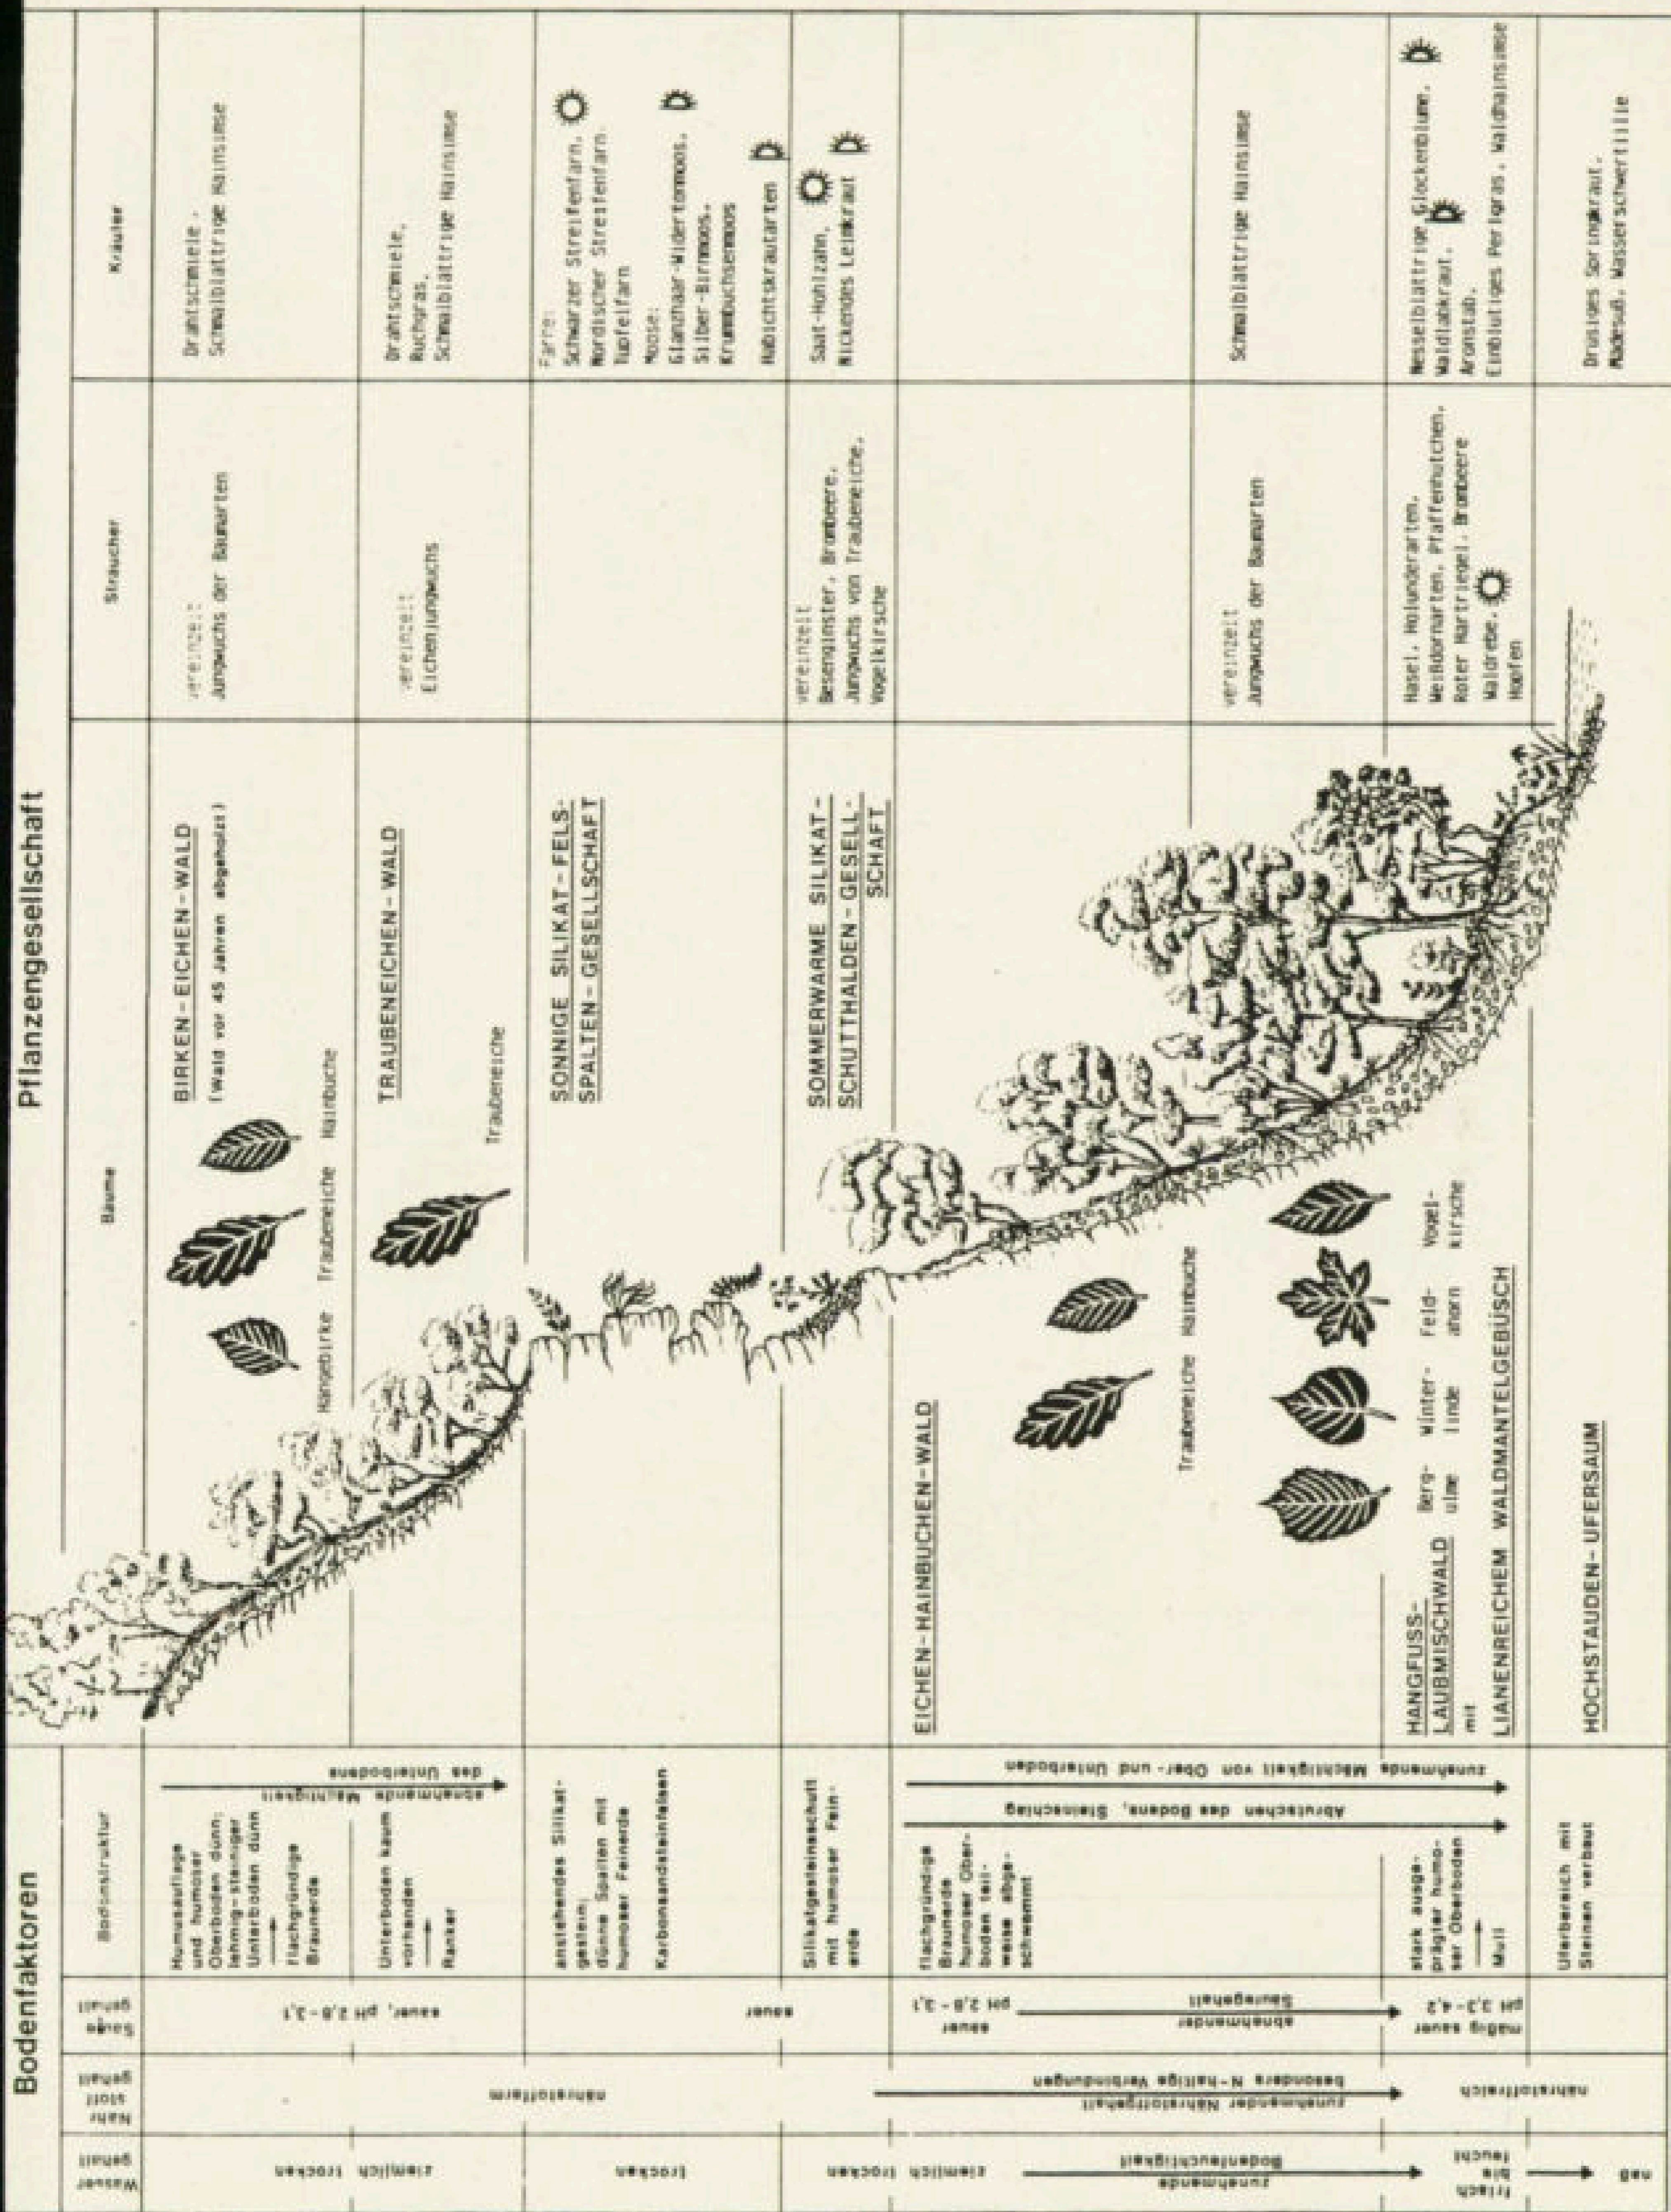 Bodenfaktoren
Pflanzengesellschaft
Wasser
gehalt
Nähr
stoff
gehalt
Säure
gehalt
Bodenstruktur
Bäume
Sträucher
Kräuter
ziemlich trocken
nährstoffarm
sauer, pH 2,8-3,1
Humusauflage
und humoser
Oberboden dünn;
lehmig-steiniger
Unterboden dünn
flachgründige
Braunerde
abnehmende Mächtigkeit
des Unterbodens
BIRKEN-EICHEN-WALD
(Wald vor 45 Jahren abgeholzt)
Hangebirke Traubeneiche Hainbuche
vereinzelt
Jungwuchs der Baumarten
Drahtschmiele,
Schmalblättrige Hainsimse
Unterboden kaum
vorhanden
Ranker
TRAUBENEICHEN-WALD
Traubeneiche
vereinzelt
Eichenjungwuchs
Drahtschmiele,
Ruchgras,
Schmalblättrige Hainsimse
trocken
sauer
anstehendes Silikat-
gestein;
dünne Spalten mit
humoser Feinerde
Karbonsandsteinfelsen
SONNIGE SILIKAT-FELS-
SPALTEN-GESELLSCHAFT
Farne:
Schwarzer Streifenfarn,
Nordischer Streifenfarn
Tüpfelfarn
Moose:
Glanzhaar-Widertonmoos,
Silber-Birnmoos,
Krummbüchsenmoos
Habichtskrautarten
ziemlich trocken
Silikatgesteinsschutt
mit humoser Fein-
erde
SOMMERWARME SILIKAT-
SCHUTTHALDEN-GESELL-
SCHAFT
vereinzelt
Besenginster, Brombeere,
Jungwuchs von Traubeneiche,
Vogelkirsche
Saat-Hohlzahn,
Nickendes Leinkraut
zunehmende
Bodenfeuchtigkeit
zunehmender Nährstoffgehalt
besonders N-haltige Verbindungen
sauer
pH 2,8-3,1
abnehmender
Säuregehalt
flachgründige
Braunerde
humoser Ober-
boden teil-
weise abge-
schwemmt
Abrutschen des Bodens, Steinschlag
zunehmende Mächtigkeit von Ober-und Unterboden
EICHEN-HAINBUCHEN-WALD
Traubeneiche Hainbuche
vereinzelt
Jungwuchs der Baumarten
Schmalblättrige Hainsimse
frisch
bis
feucht
nährstoffreich
mäßig sauer
pH 3,3-4,2
stark ausge-
prägter humo-
ser Oberboden
Mull
HANGFUSS-
LAUBMISCHWALD
mit
LIANENREICHEM WALDMANTELGEBÜSCH
Berg-
ulme
Winter-
linde
Feld-
ahorn
Vogel-
kirsche
Hasel, Holunderarten,
Weißdornarten, Pfaffenhütchen,
Roter Hartriegel, Brombeere
Waldrebe,
Hopfen
Nesselblättrige Glockenblume,
Waldlabkraut,
Aronstab,
Einblütiges Perlgras, Waldhainsimse
naß
Uferbereich mit
Steinen verbaut
HOCHSTAUDEN-UFERSAUM
Drüsiges Springkraut,
Mädesüß, Wasserschwertlilie